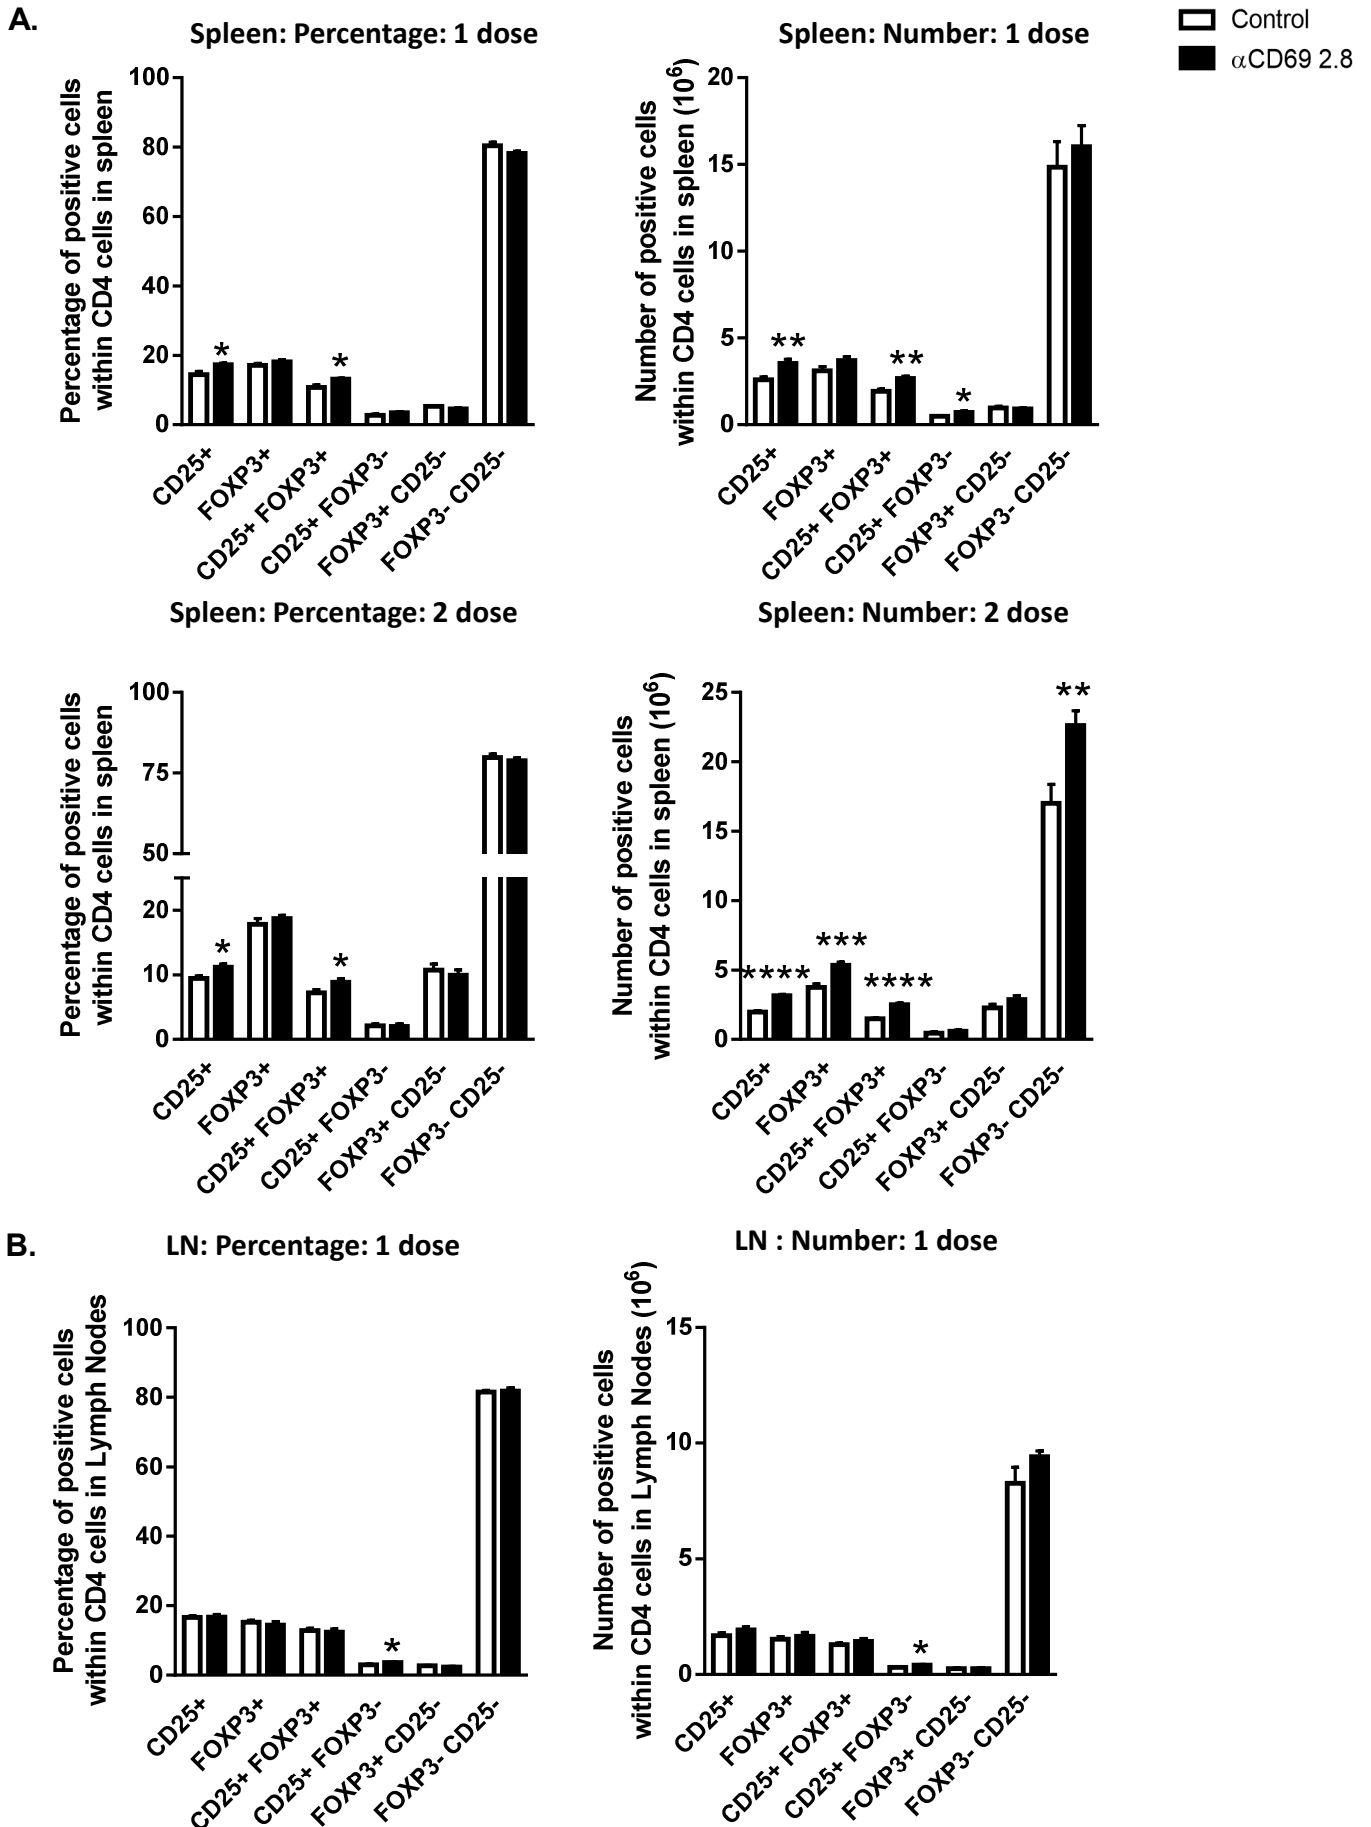 A.
Spleen: Percentage: 1 dose
Spleen: Number: 1 dose
Control
αCD69 2.8
Percentage of positive cells
within CD4 cells in spleen
100
80
60
40
20
0
*
*
CD25+
FOXP3+
CD25+ FOXP3+
CD25+ FOXP3-
FOXP3+ CD25-
FOXP3- CD25-
Number of positive cells
within CD4 cells in spleen (10⁶)
20
15
10
5
0
**
**
*
CD25+
FOXP3+
CD25+ FOXP3+
CD25+ FOXP3-
FOXP3+ CD25-
FOXP3- CD25-
Spleen: Percentage: 2 dose
Spleen: Number: 2 dose
Percentage of positive cells
within CD4 cells in spleen
100
75
50
20
10
0
*
*
CD25+
FOXP3+
CD25+ FOXP3+
CD25+ FOXP3-
FOXP3+ CD25-
FOXP3- CD25-
Number of positive cells
within CD4 cells in spleen (10⁶)
25
20
15
10
5
0
****
***
****
**
CD25+
FOXP3+
CD25+ FOXP3+
CD25+ FOXP3-
FOXP3+ CD25-
FOXP3- CD25-
B.
LN: Percentage: 1 dose
LN : Number: 1 dose
Percentage of positive cells
within CD4 cells in Lymph Nodes
100
80
60
40
20
0
*
CD25+
FOXP3+
CD25+ FOXP3+
CD25+ FOXP3-
FOXP3+ CD25-
FOXP3- CD25-
Number of positive cells
within CD4 cells in Lymph Nodes (10⁶)
15
10
5
0
*
CD25+
FOXP3+
CD25+ FOXP3+
CD25+ FOXP3-
FOXP3+ CD25-
FOXP3- CD25-